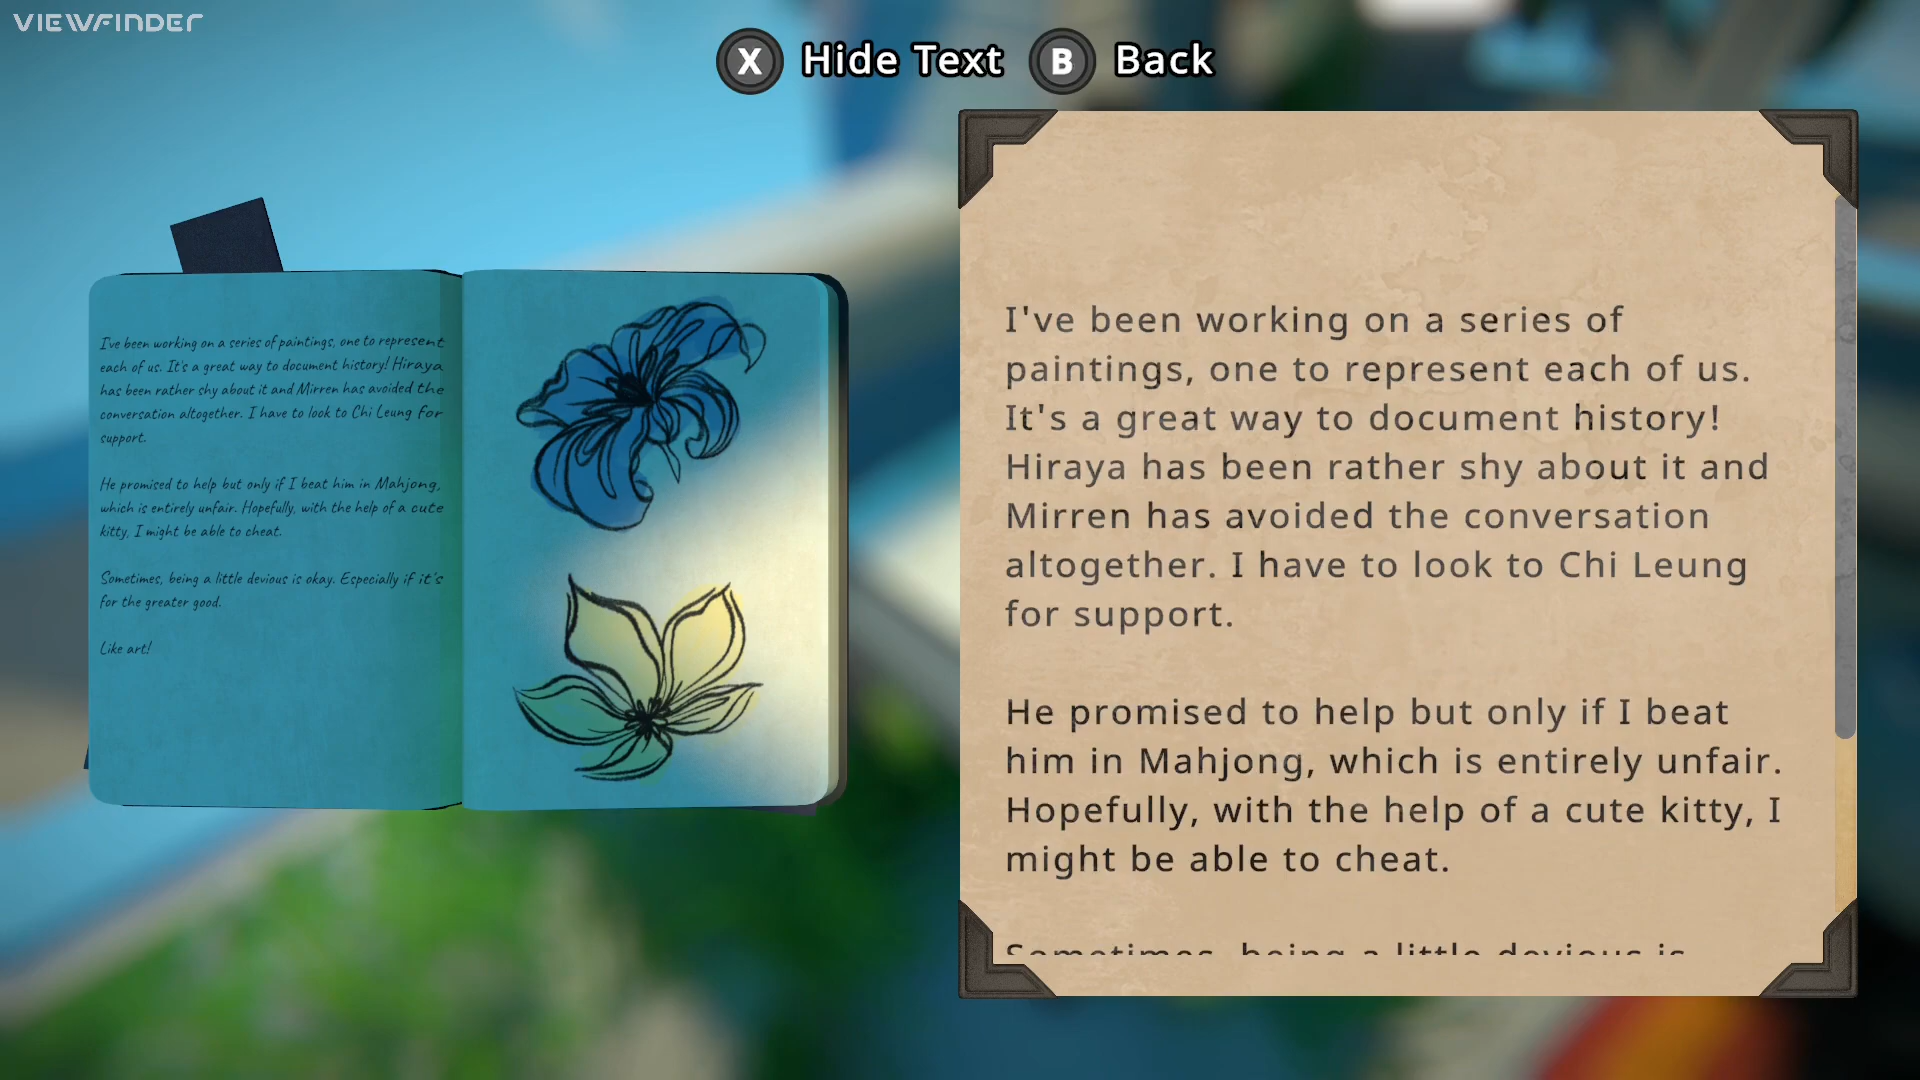 VIEWFINDER
X Hide Text B Back
I've been working on a series of paintings, one to represent
each of us. It's a great way to document history! Hiraya
has been rather shy about it and Mirren has avoided the
conversation altogether. I have to look to Chi Leung for
support.
He promised to help but only if I beat him in Mahjong,
which is entirely unfair. Hopefully, with the help of a cute
kitty, I might be able to cheat.
Sometimes, being a little devious is okay. Especially if it's
for the greater good.
Like art!
I've been working on a series of
paintings, one to represent each of us.
It's a great way to document history!
Hiraya has been rather shy about it and
Mirren has avoided the conversation
altogether. I have to look to Chi Leung
for support.
He promised to help but only if I beat
him in Mahjong, which is entirely unfair.
Hopefully, with the help of a cute kitty, I
might be able to cheat.
Sometimes, being a little devious is